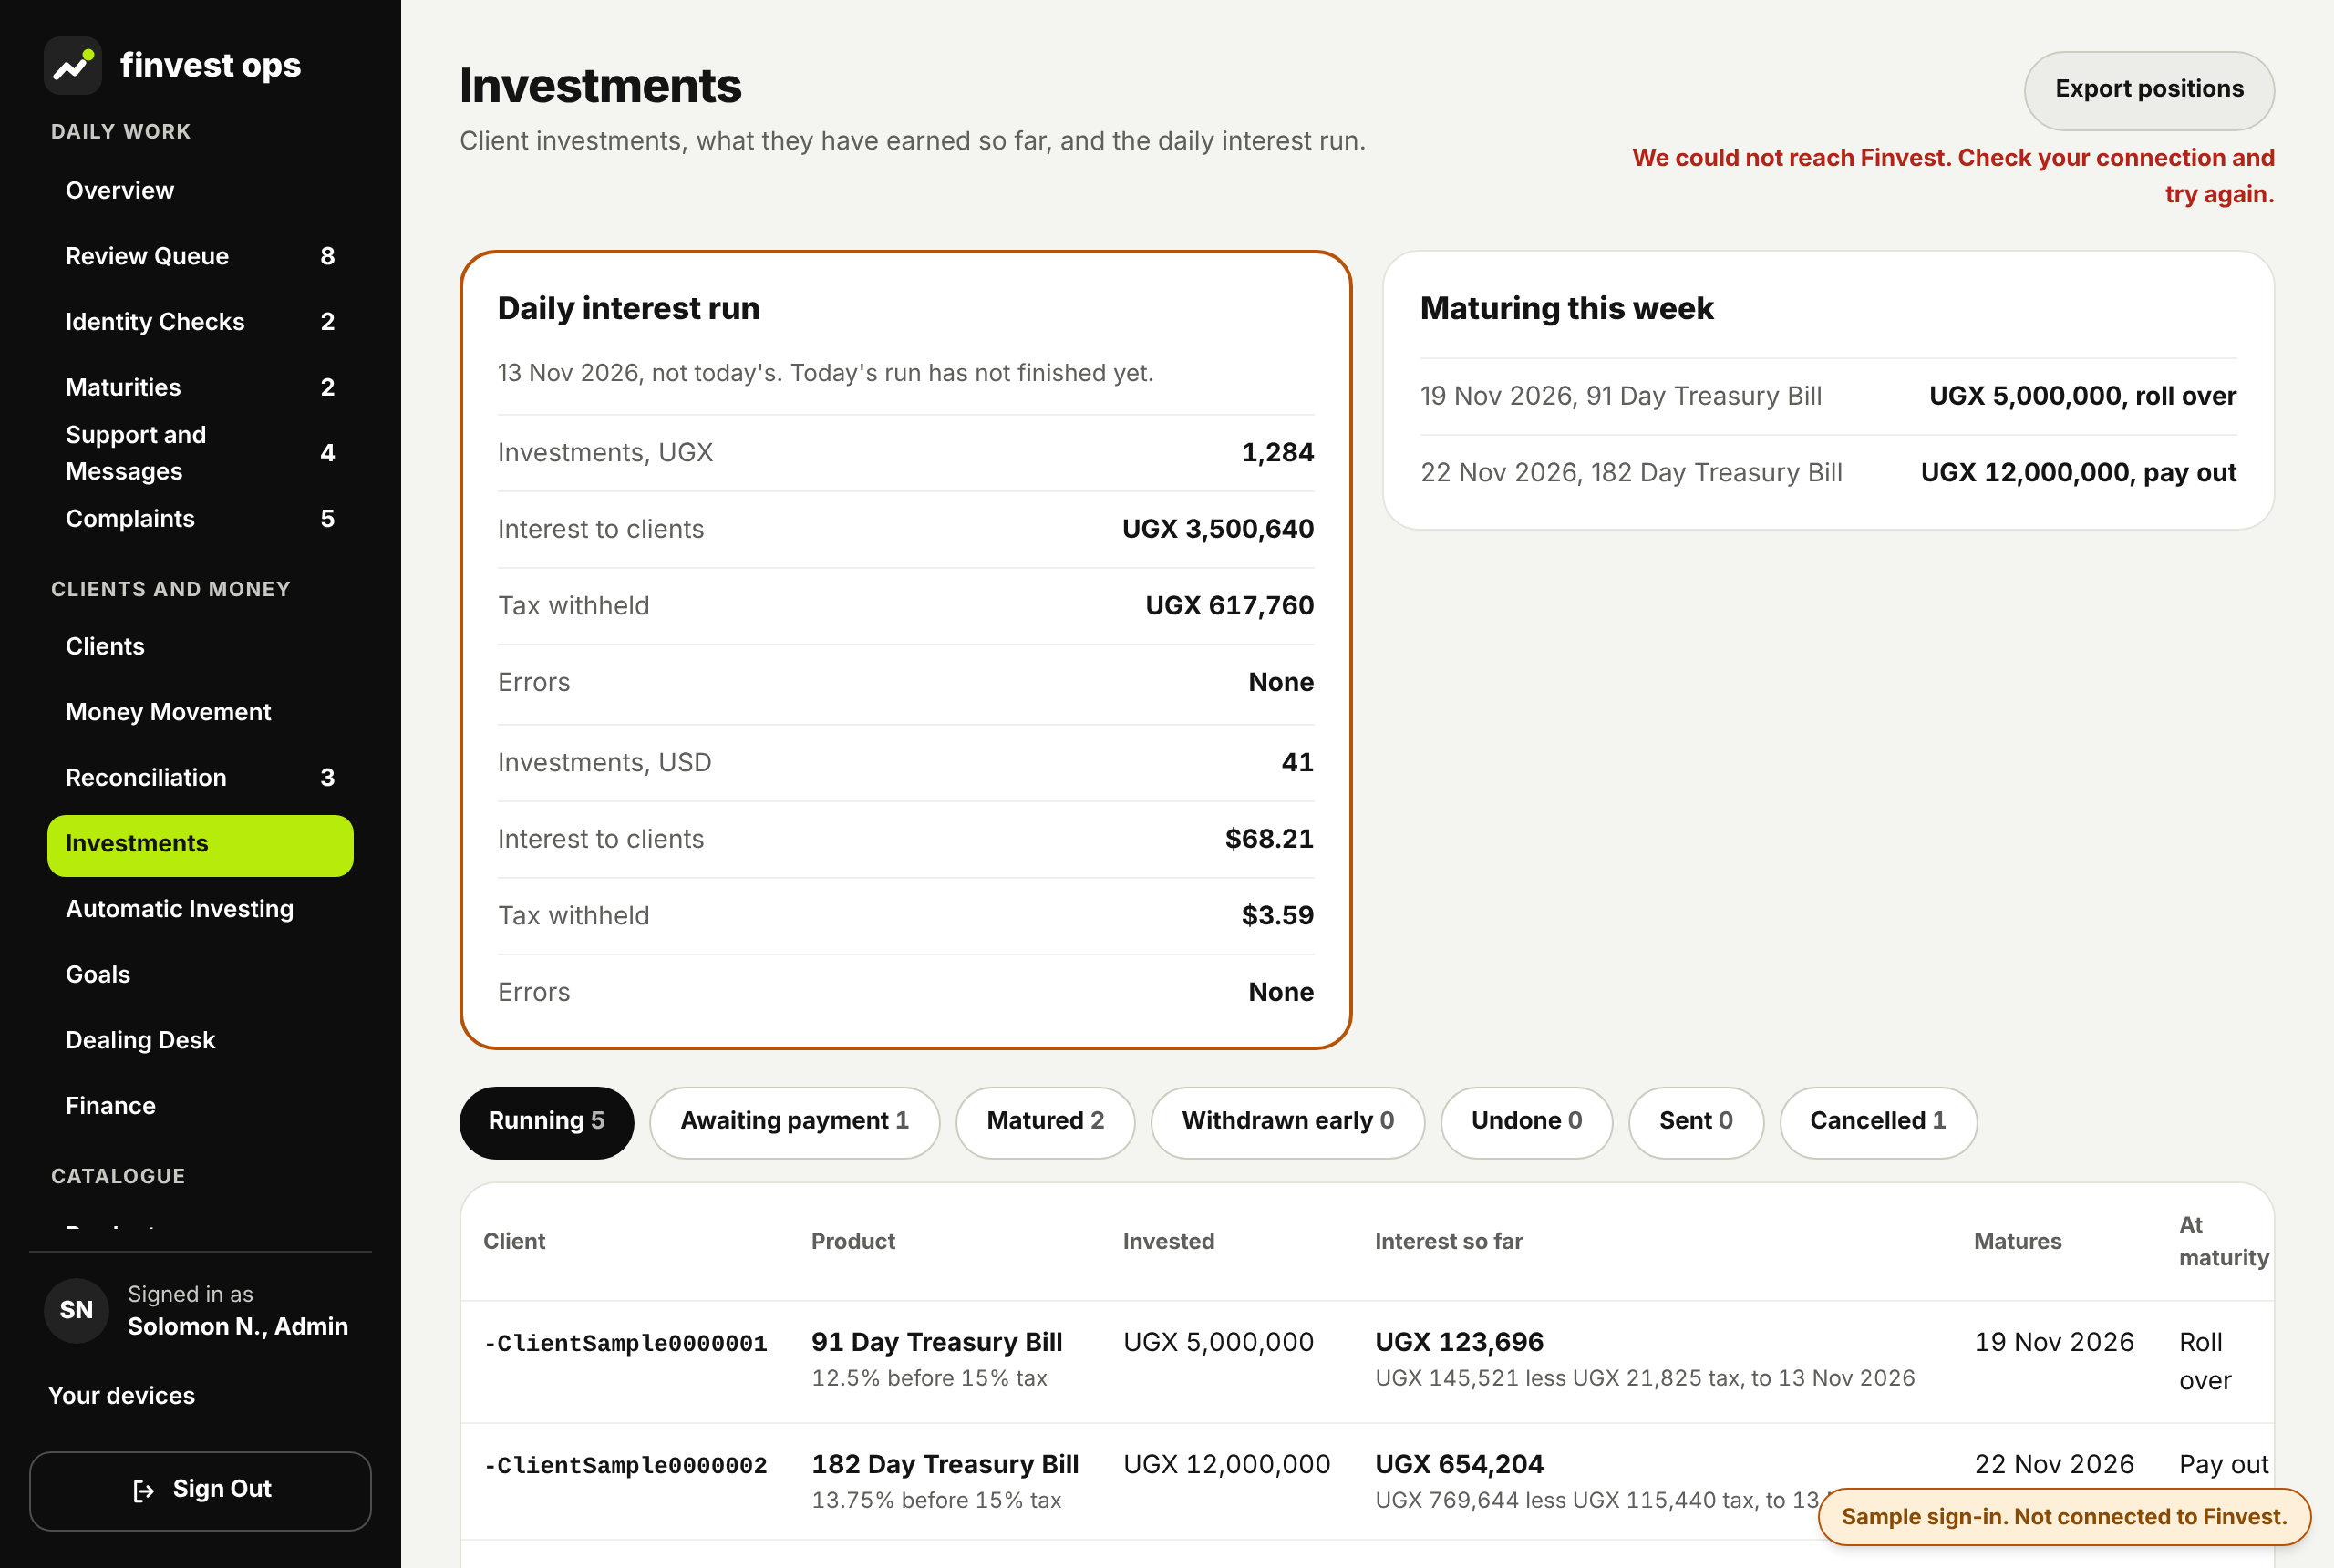 finvest ops
DAILY WORK
Overview
Review Queue 8
Identity Checks 2
Maturities 2
Support and
Messages 4
Complaints 5
CLIENTS AND MONEY
Clients
Money Movement
Reconciliation 3
Investments
Automatic Investing
Goals
Dealing Desk
Finance
CATALOGUE
SN
Signed in as
Solomon N., Admin
Your devices
Sign Out
Investments
Client investments, what they have earned so far, and the daily interest run.
Export positions
We could not reach Finvest. Check your connection and
try again.
Daily interest run
13 Nov 2026, not today's. Today's run has not finished yet.
Investments, UGX 1,284
Interest to clients UGX 3,500,640
Tax withheld UGX 617,760
Errors None
Investments, USD 41
Interest to clients $68.21
Tax withheld $3.59
Errors None
Maturing this week
19 Nov 2026, 91 Day Treasury Bill UGX 5,000,000, roll over
22 Nov 2026, 182 Day Treasury Bill UGX 12,000,000, pay out
Running 5 Awaiting payment 1 Matured 2 Withdrawn early 0 Undone 0 Sent 0 Cancelled 1
Client Product Invested Interest so far Matures At
maturity
-ClientSample0000001 91 Day Treasury Bill UGX 5,000,000 UGX 123,696 19 Nov 2026 Roll
over
12.5% before 15% tax UGX 145,521 less UGX 21,825 tax, to 13 Nov 2026
-ClientSample0000002 182 Day Treasury Bill UGX 12,000,000 UGX 654,204 22 Nov 2026 Pay out
13.75% before 15% tax UGX 769,644 less UGX 115,440 tax, to 13
Sample sign-in. Not connected to Finvest.